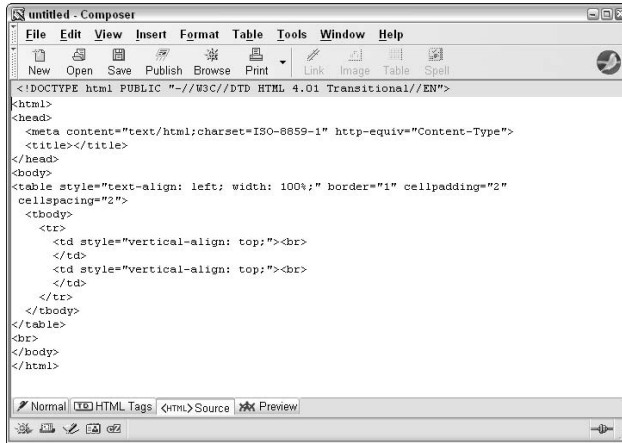 untitled - Composer
File Edit View Insert Format Table Tools Window Help
New Open Save Publish Browse Print Link Image Table Spell
<!DOCTYPE html PUBLIC "-//W3C//DTD HTML 4.01 Transitional//EN">
<html>
<head>
  <meta content="text/html;charset=ISO-8859-1" http-equiv="Content-Type">
  <title></title>
</head>
<body>
<table style="text-align: left; width: 100%;" border="1" cellpadding="2"
 cellspacing="2">
  <tbody>
    <tr>
      <td style="vertical-align: top;"><br>
      </td>
      <td style="vertical-align: top;"><br>
      </td>
    </tr>
  </tbody>
</table>
<br>
</body>
</html>
Normal TD HTML Tags <HTML> Source Preview